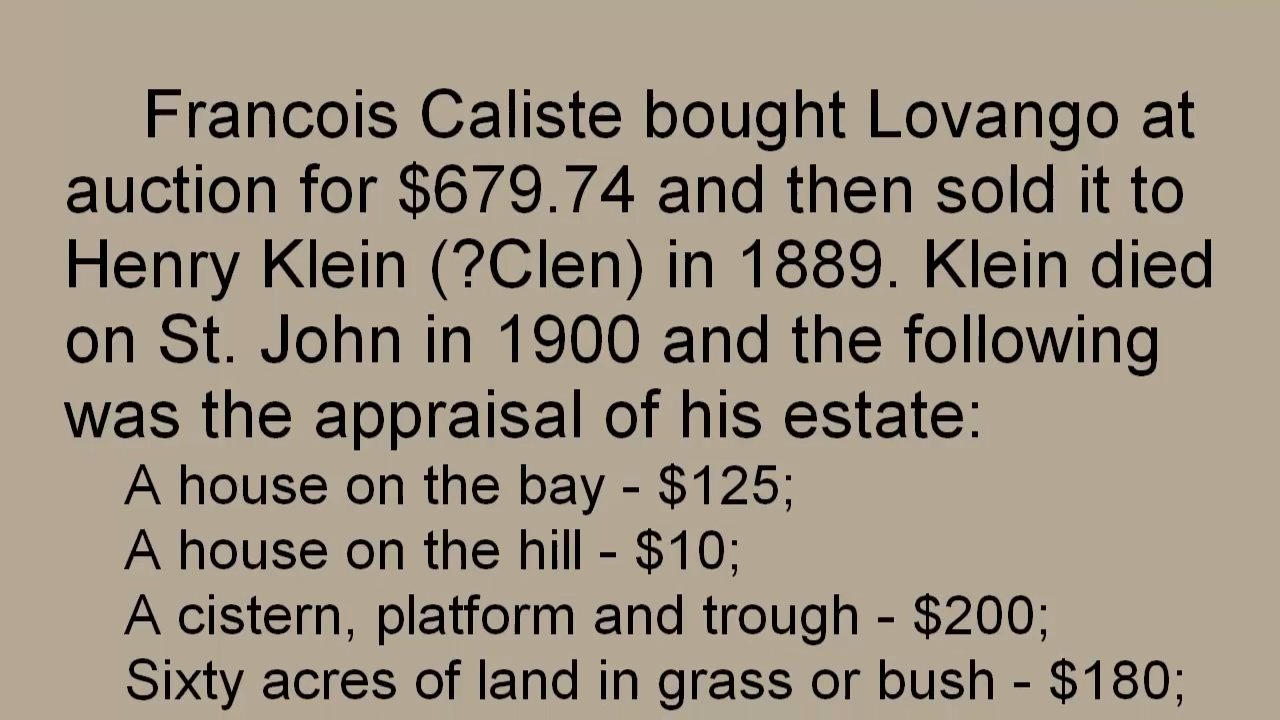 Francois Caliste bought Lovango at
auction for $679.74 and then sold it to
Henry Klein (?Clen) in 1889. Klein died
on St. John in 1900 and the following
was the appraisal of his estate:
A house on the bay - $125;
A house on the hill - $10;
A cistern, platform and trough - $200;
Sixty acres of land in grass or bush - $180;